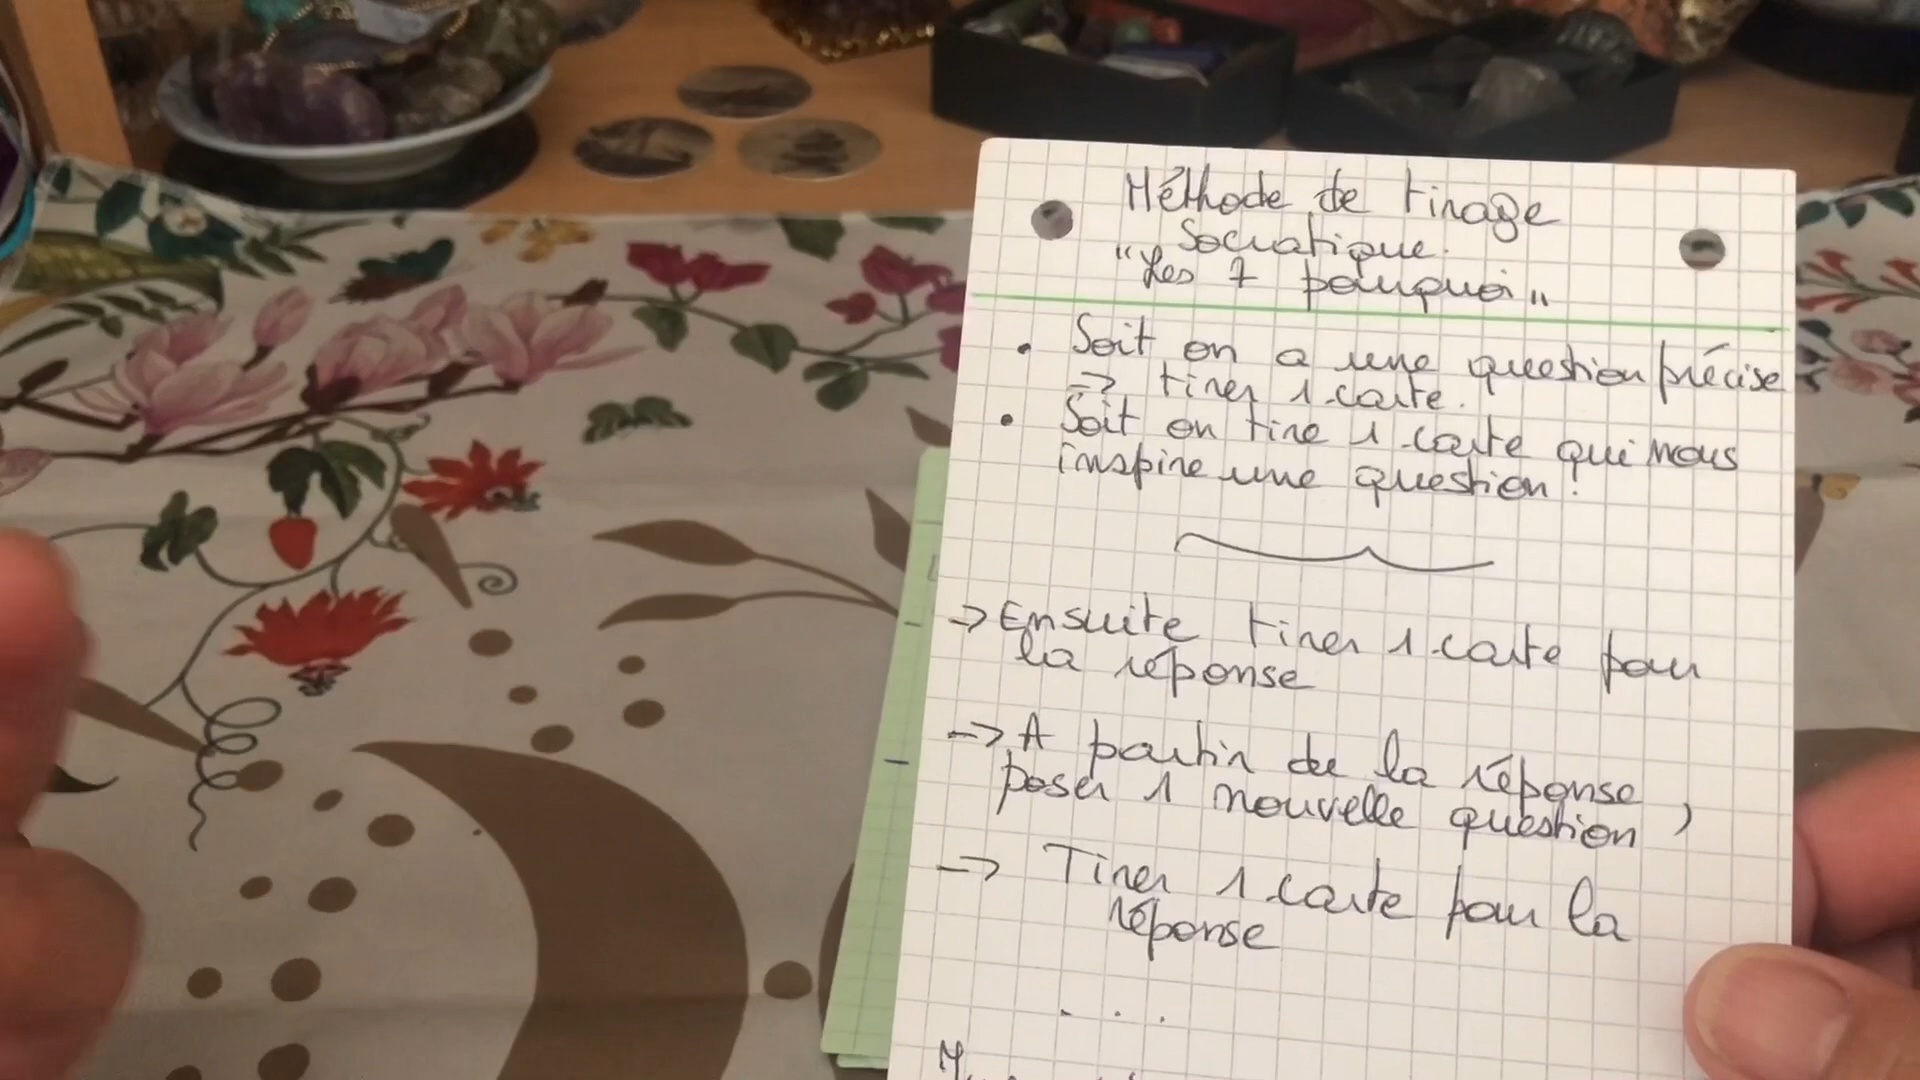 Méthode de tirage
Socratique.
"Les 7 pourquoi"
• Soit on a une question précise
=> tirer 1 carte.
• Soit on tire 1 carte qui nous
inspire une question!
-> Ensuite tirer 1 carte pour
la réponse
-> A partir de la réponse,
poser 1 nouvelle question
-> Tirer 1 carte pour la
réponse
...